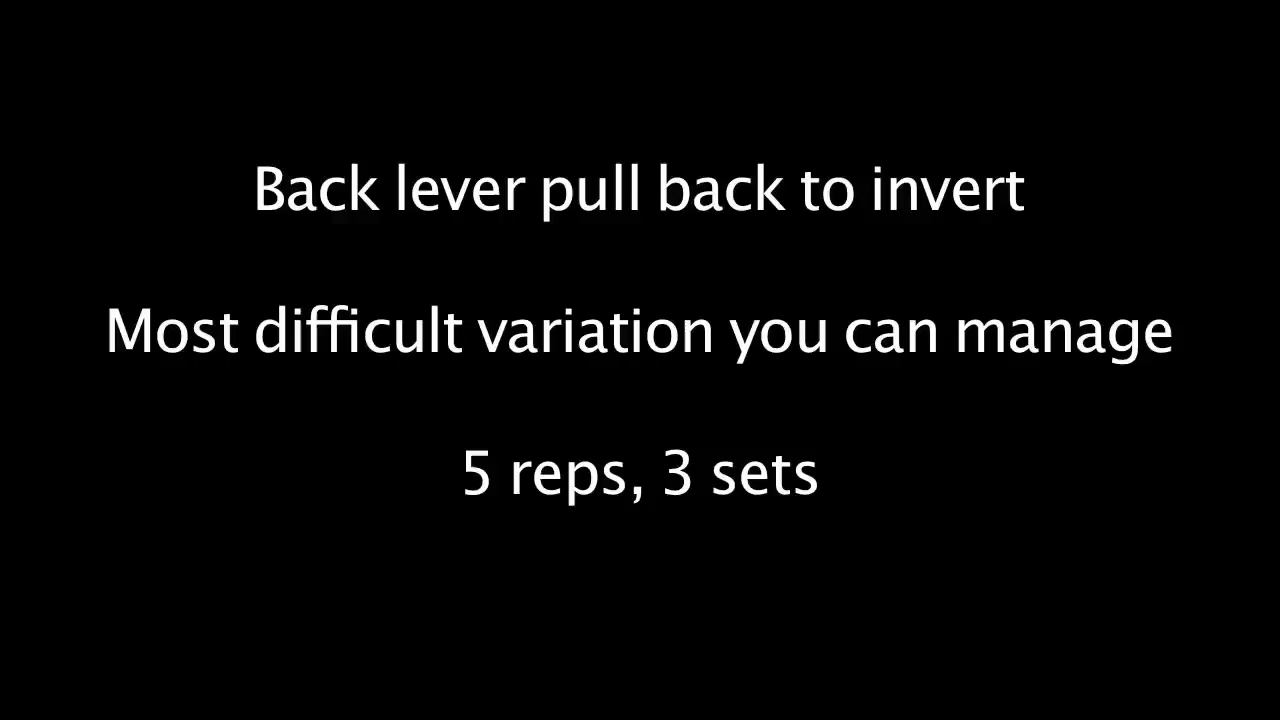 Back lever pull back to invert
Most difficult variation you can manage
5 reps, 3 sets